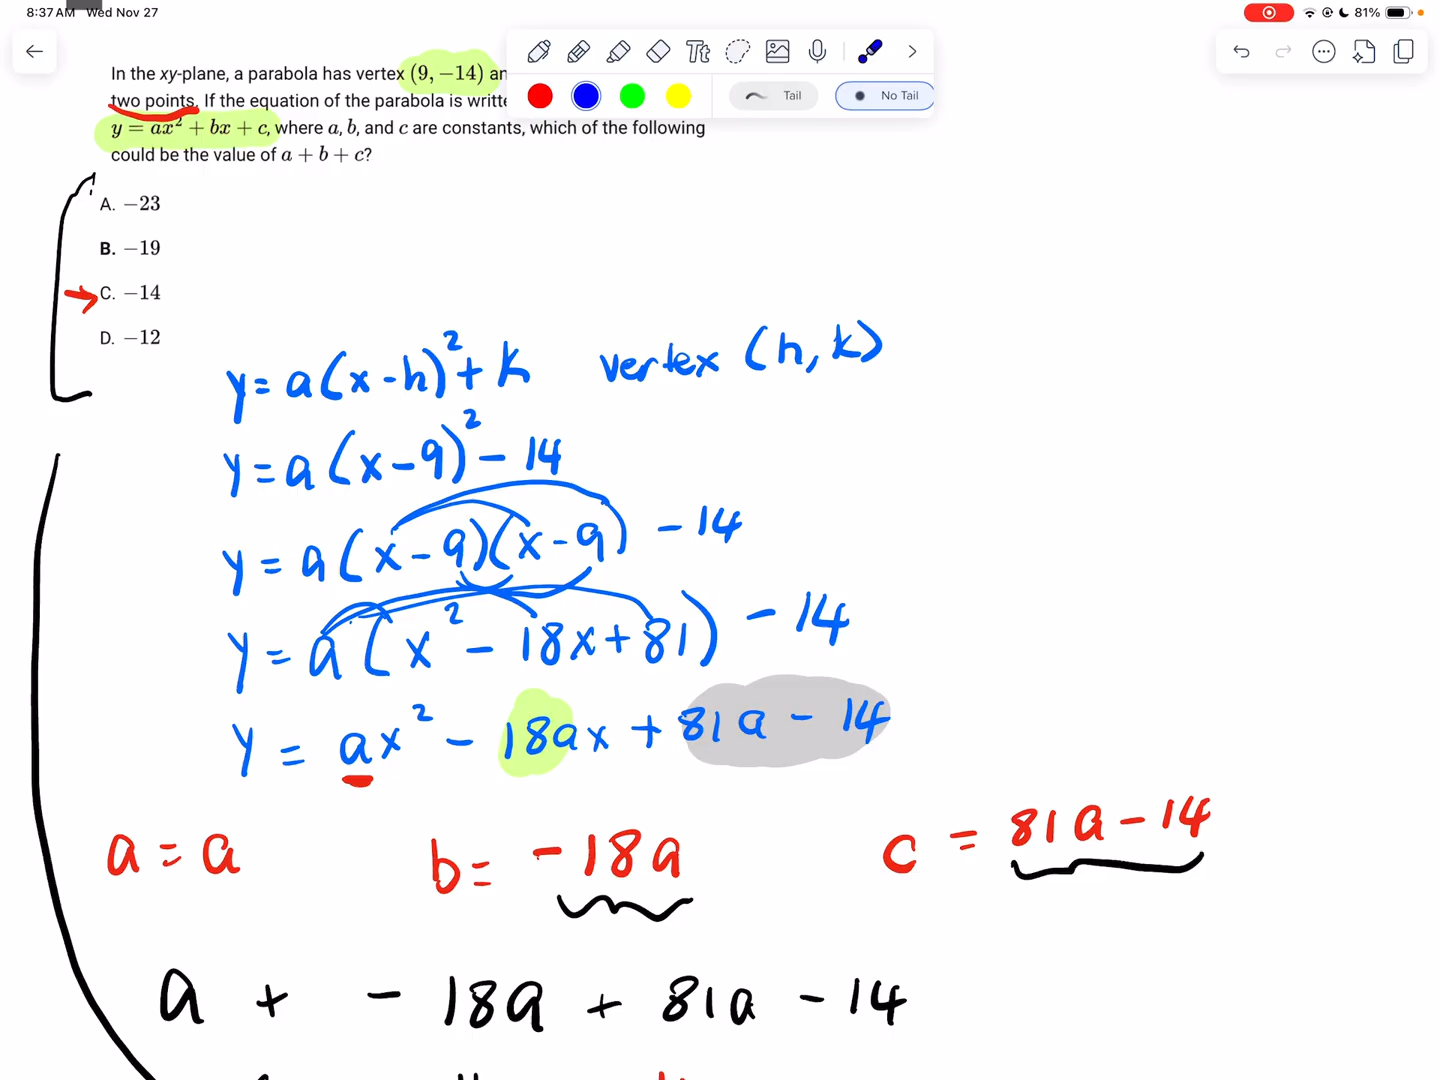 8:37 AM Wed Nov 27
81%
In the xy-plane, a parabola has vertex (9, −14) an
two points. If the equation of the parabola is writte
y = ax² + bx + c, where a, b, and c are constants, which of the following
could be the value of a + b + c?
Tt
Tail
No Tail
A. −23
B. −19
C. −14
D. −12
y = a(x-h)² + k vertex (h, k)
y = a(x-9)² - 14
y = a(x-9)(x-9) - 14
y = a(x² - 18x + 81) - 14
y = ax² - 18ax + 81a - 14
a = a b = -18a c = 81a - 14
a + - 18a + 81a - 14